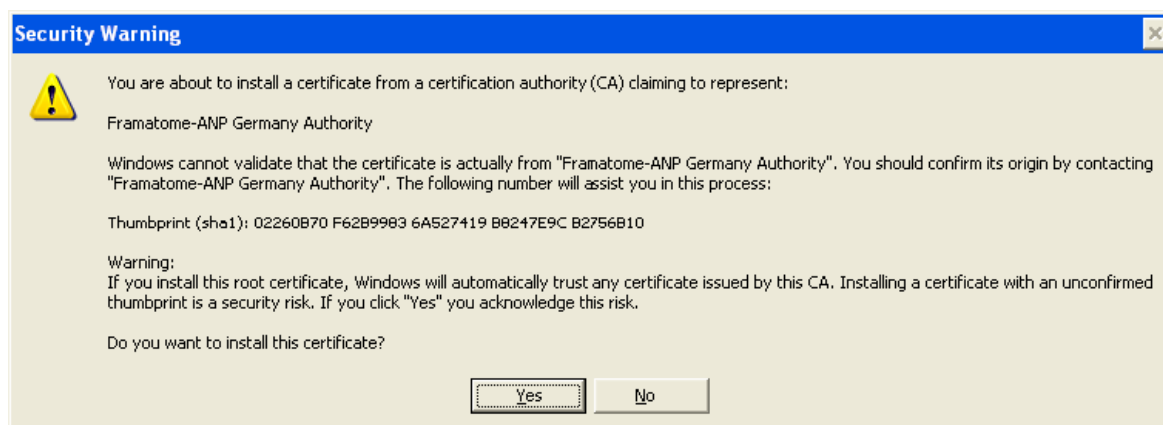 Security Warning
You are about to install a certificate from a certification authority (CA) claiming to represent:
Framatome-ANP Germany Authority
Windows cannot validate that the certificate is actually from "Framatome-ANP Germany Authority". You should confirm its origin by contacting
"Framatome-ANP Germany Authority". The following number will assist you in this process:
Thumbprint (sha1): 02260B70 F62B9983 6A527419 B8247E9C B2756B10
Warning:
If you install this root certificate, Windows will automatically trust any certificate issued by this CA. Installing a certificate with an unconfirmed
thumbprint is a security risk. If you click "Yes" you acknowledge this risk.
Do you want to install this certificate?
Yes
No